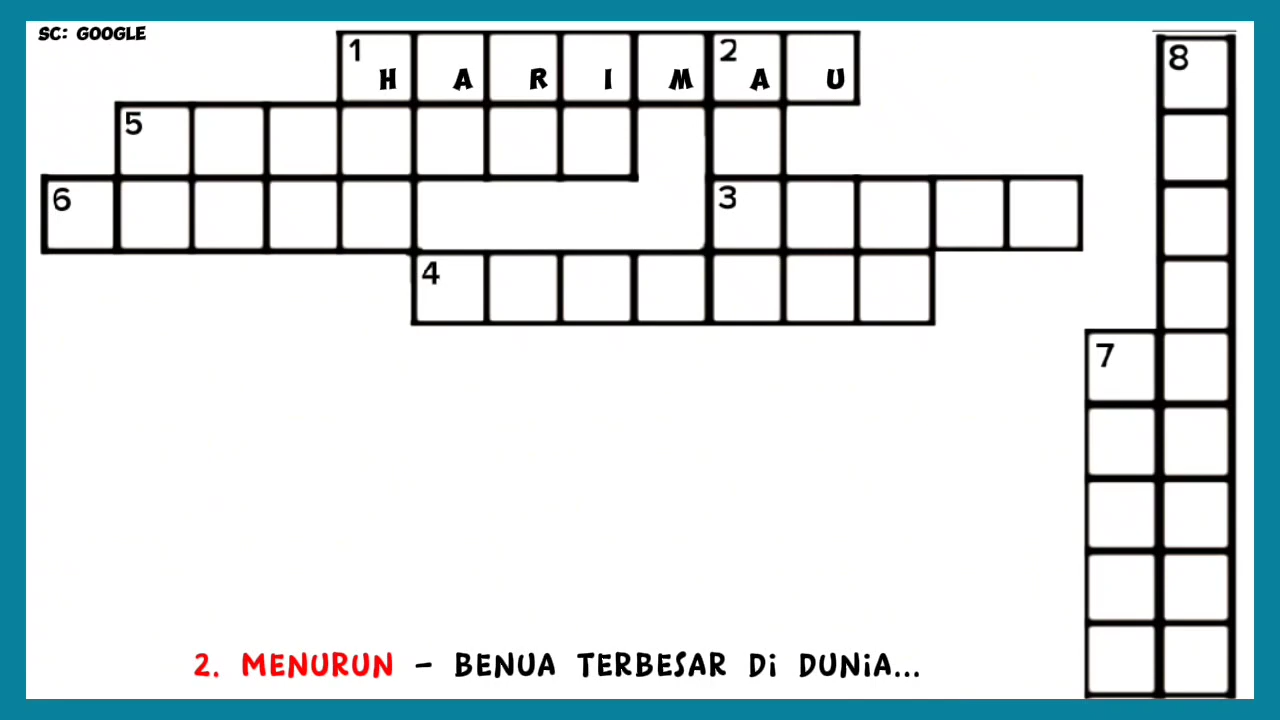 SC: GOOGLE
1 H A R I M 2 A U 8
5
6 3
4
7
2. MENURUN - BENUA TERBESAR Di DUNiA...